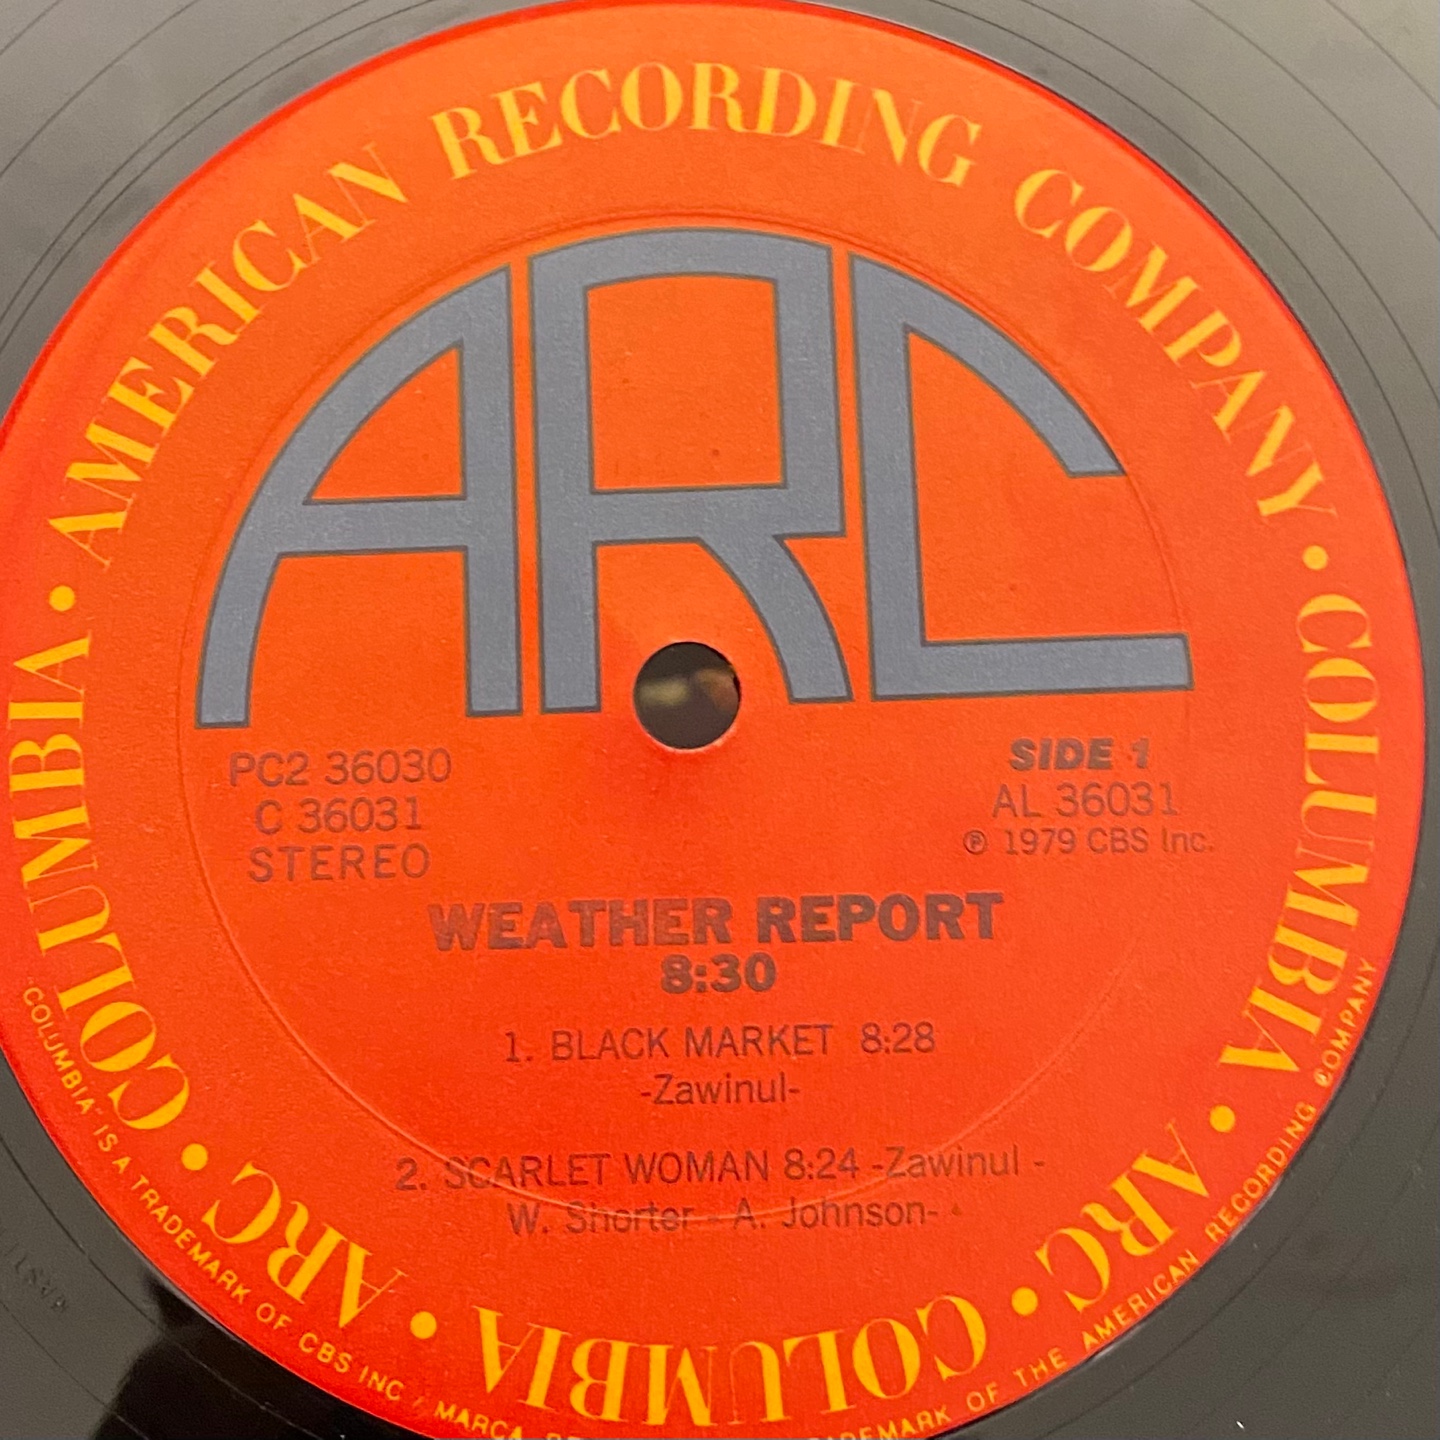 AMERICAN RECORDING COMPANY • COLUMBIA • ARC • COLUMBIA • ARC • COLUMBIA •
ARC
PC2 36030
C 36031
STEREO
SIDE 1
AL 36031
℗ 1979 CBS Inc.
WEATHER REPORT
8:30
1. BLACK MARKET 8:28
-Zawinul-
2. SCARLET WOMAN 8:24 -Zawinul -
W. Shorter - A. Johnson-
COLUMBIA IS A TRADEMARK OF CBS INC / MARCA
OF THE AMERICAN RECORDING COMPANY